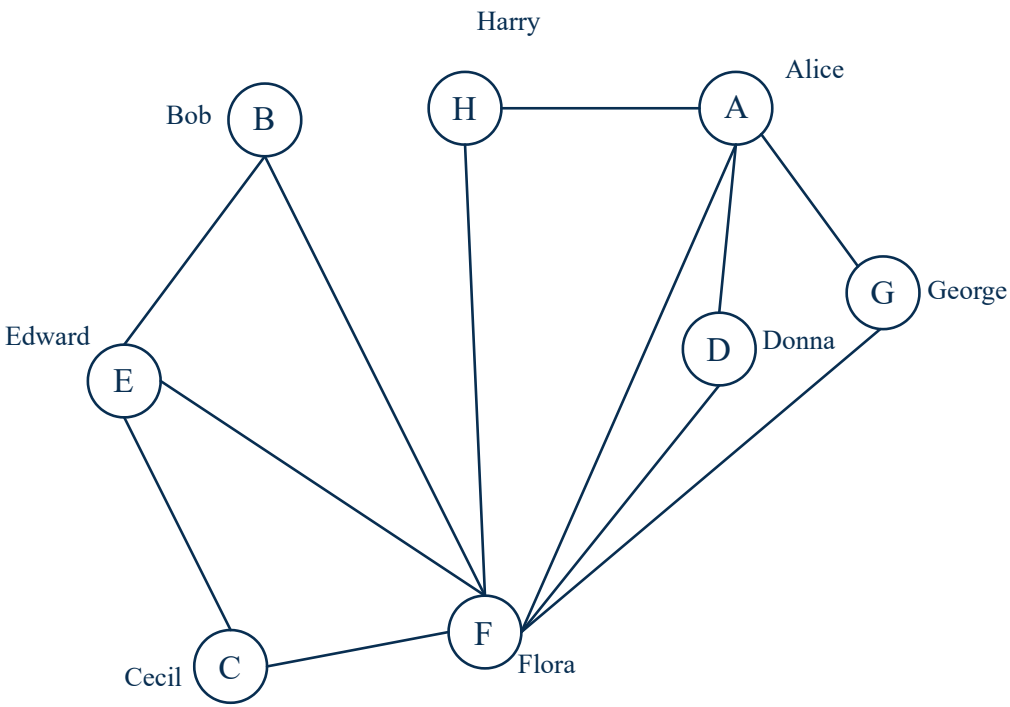 Harry
Alice
Bob
B
H
A
G
George
Edward
E
D
Donna
F
Flora
C
Cecil